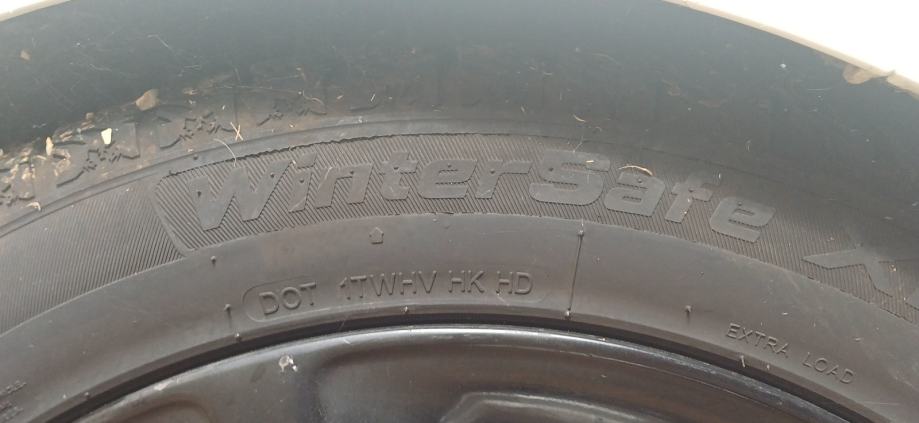 WinterSafe X
DOT 1TWHV HK HD
EXTRA LOAD